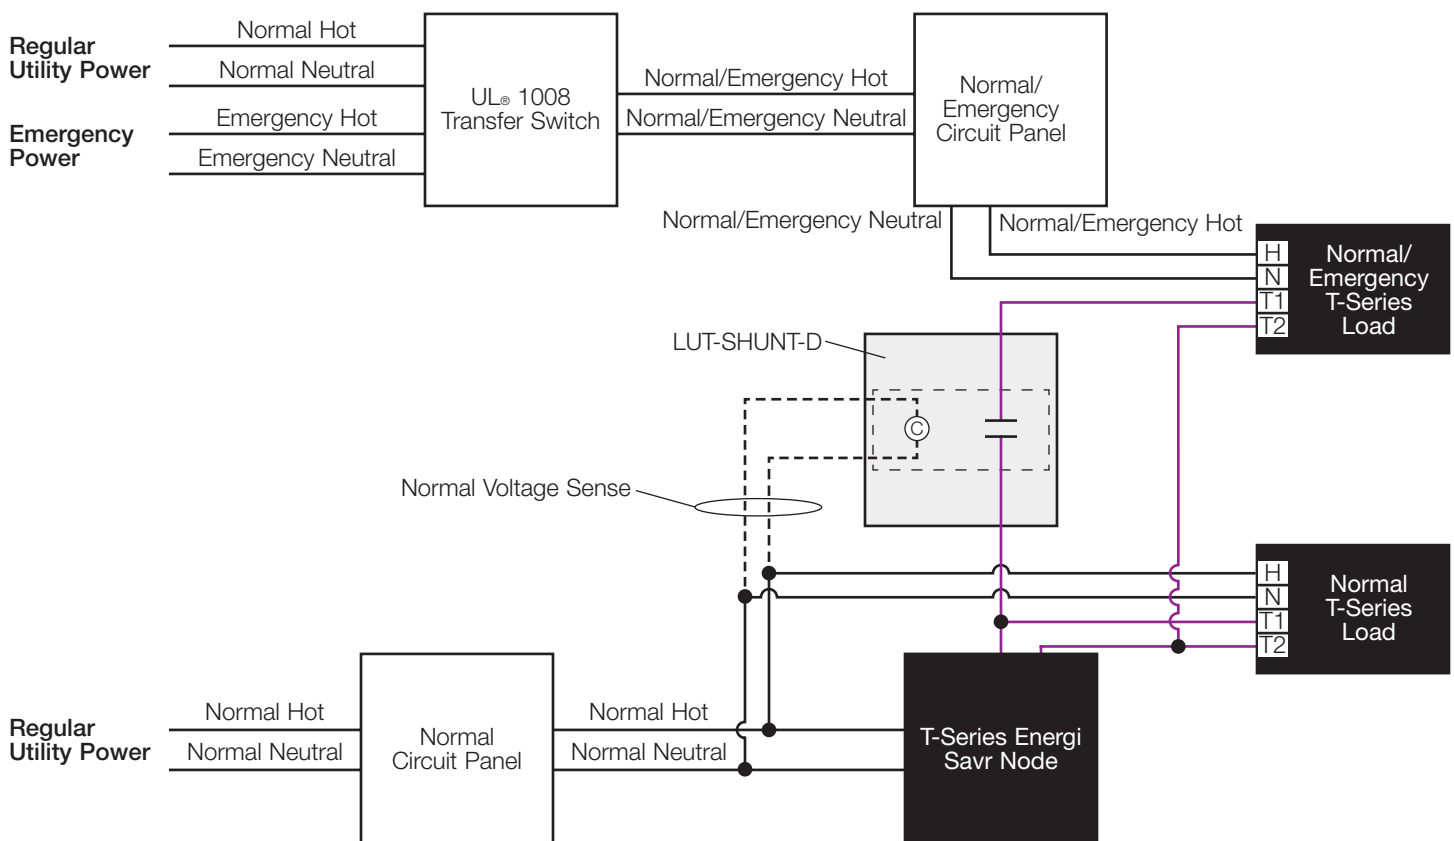 Regular
Utility Power
Normal Hot
Normal Neutral
Emergency
Power
Emergency Hot
Emergency Neutral
UL® 1008
Transfer Switch
Normal/Emergency Hot
Normal/Emergency Neutral
Normal/
Emergency
Circuit Panel
Normal/Emergency Neutral
Normal/Emergency Hot
H
N
T1
T2
Normal/
Emergency
T-Series
Load
LUT-SHUNT-D
C
Normal Voltage Sense
H
N
T1
T2
Normal
T-Series
Load
Regular
Utility Power
Normal Hot
Normal Neutral
Normal
Circuit Panel
Normal Hot
Normal Neutral
T-Series Energi
Savr Node